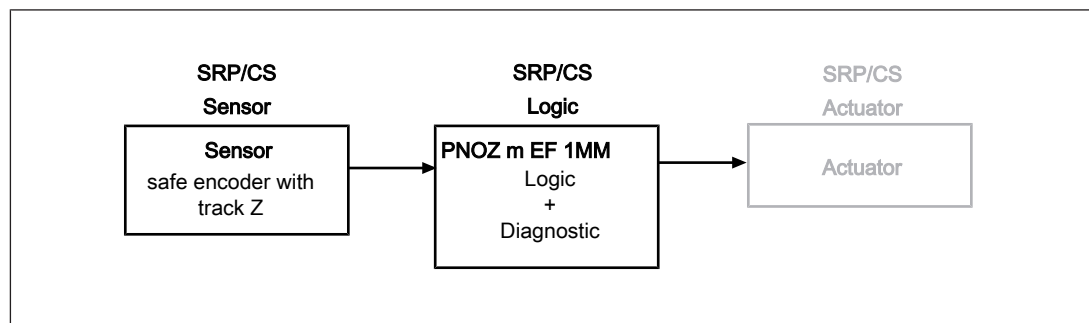 SRP/CS
Sensor
Sensor
safe encoder with
track Z
SRP/CS
Logic
PNOZ m EF 1MM
Logic
+
Diagnostic
SRP/CS
Actuator
Actuator